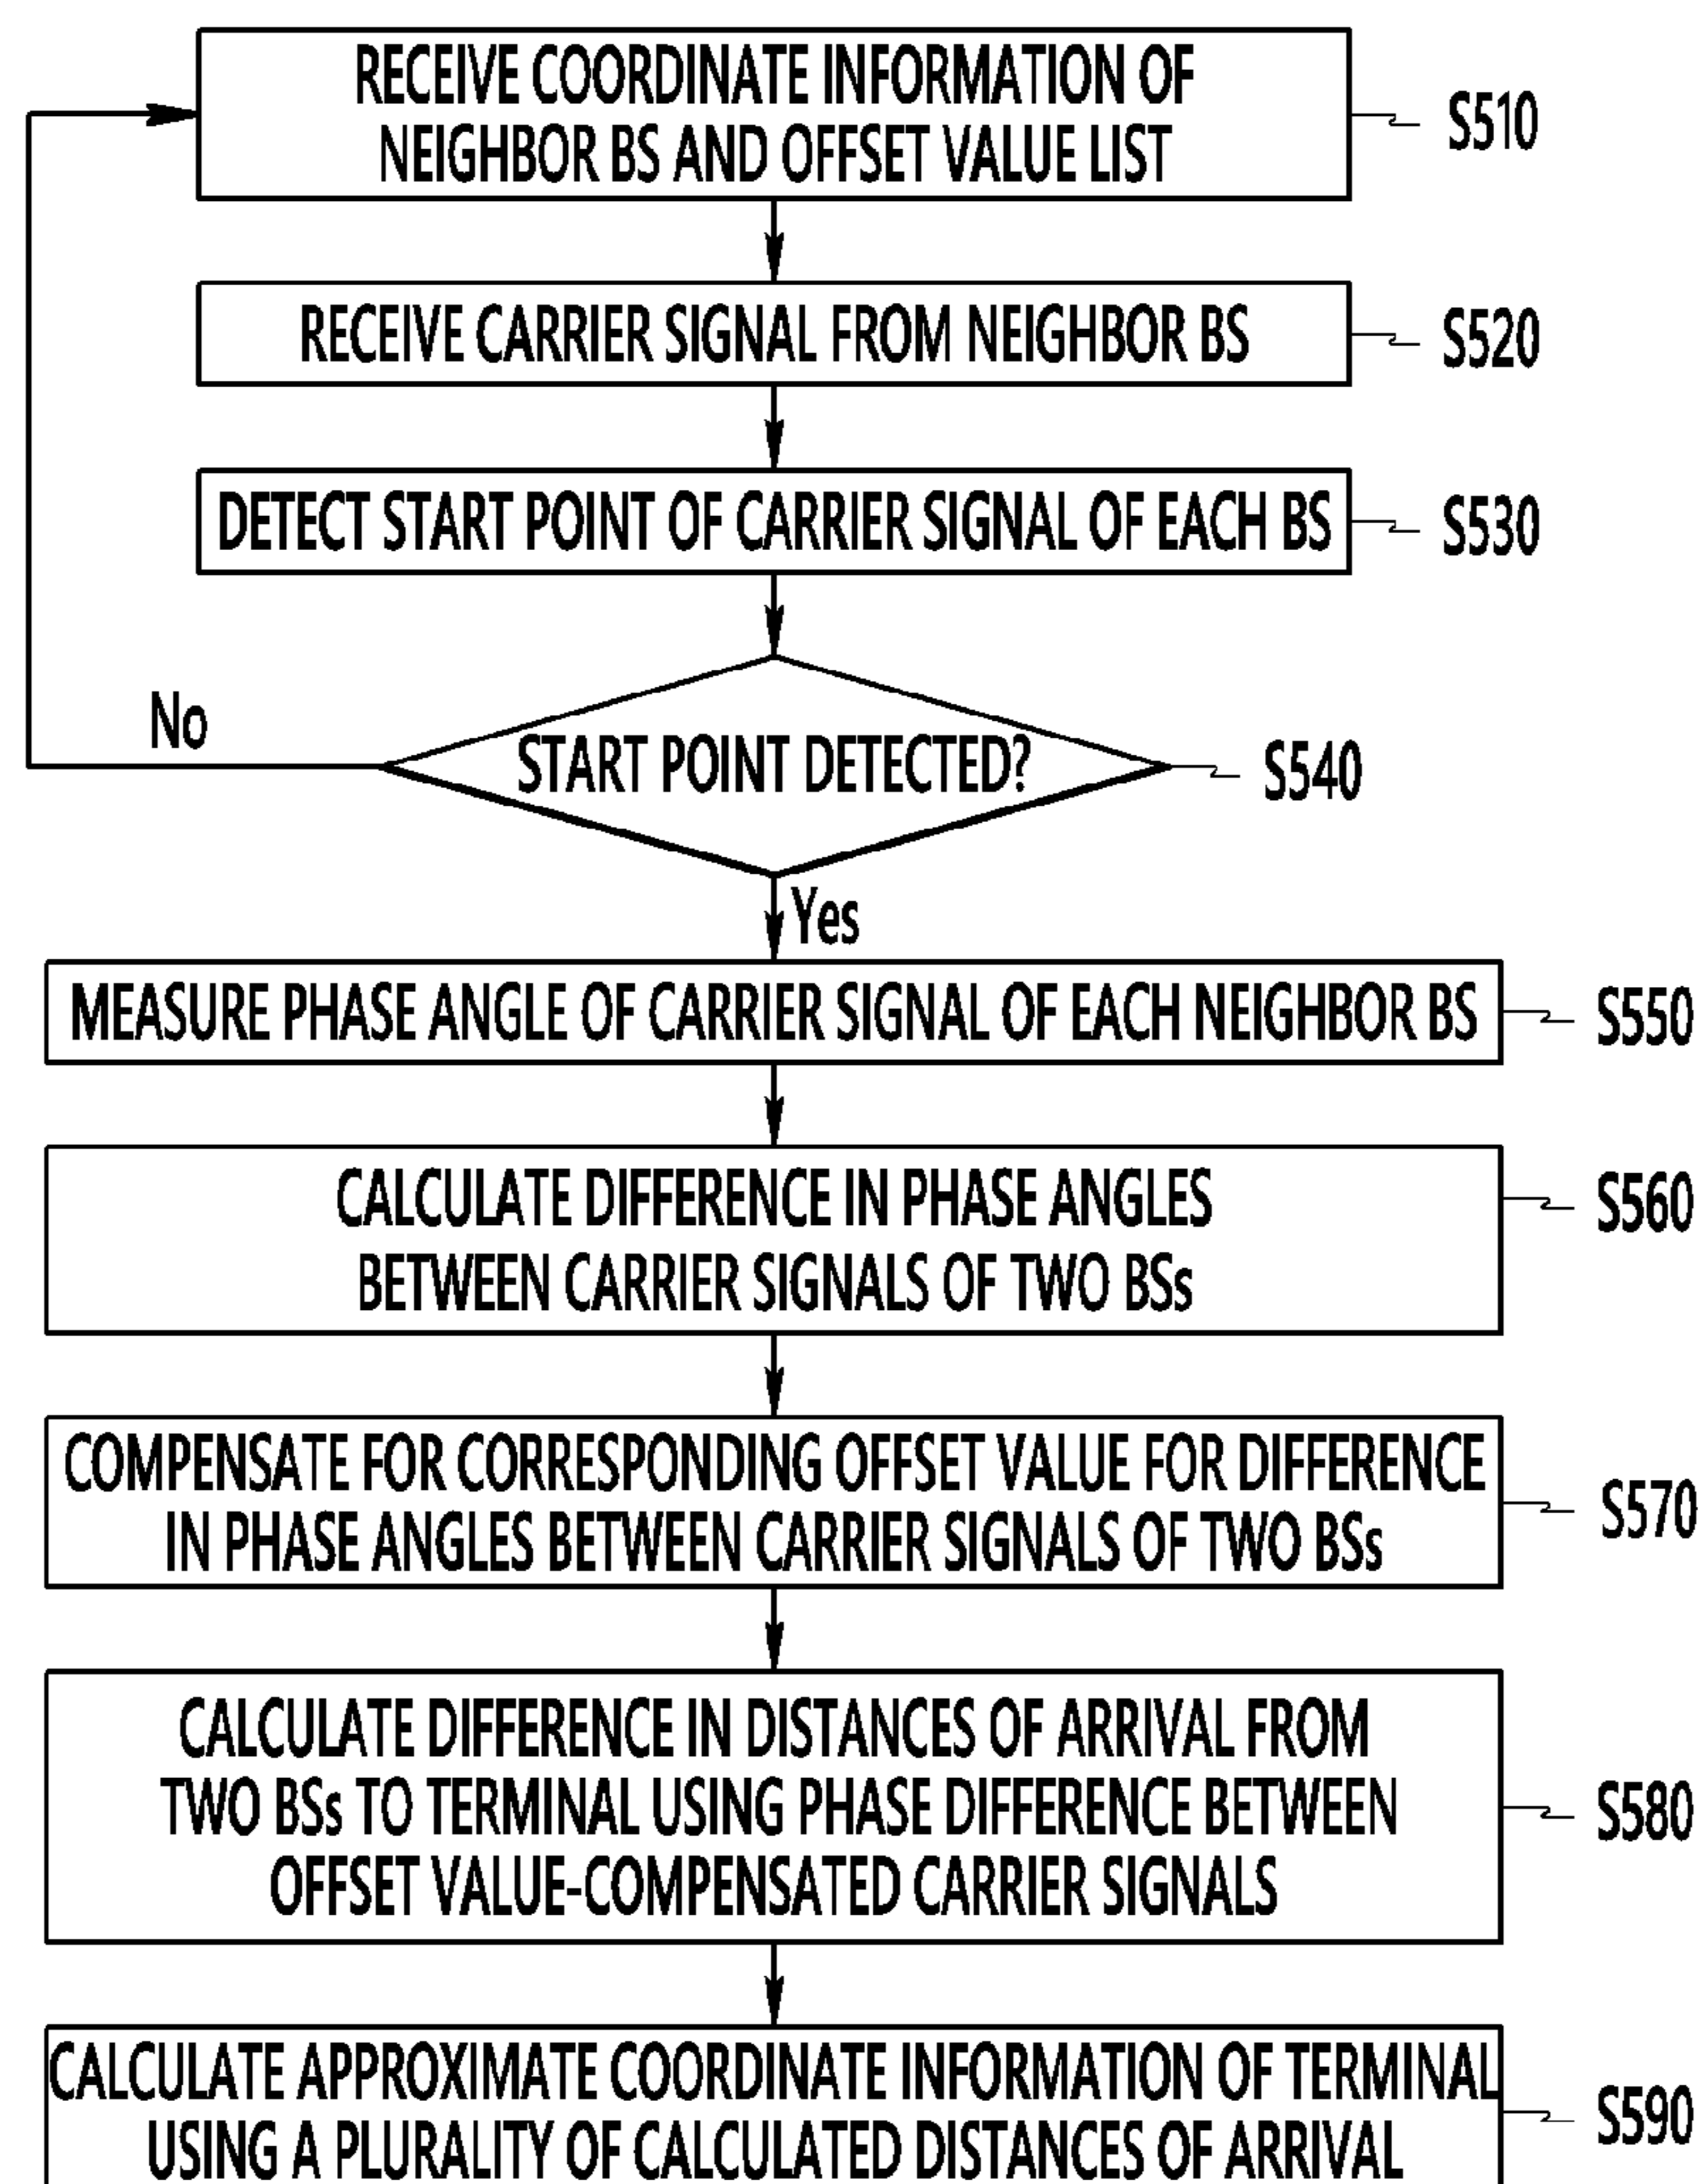 RECEIVE COORDINATE INFORMATION OF
NEIGHBOR BS AND OFFSET VALUE LIST
S510
RECEIVE CARRIER SIGNAL FROM NEIGHBOR BS
S520
DETECT START POINT OF CARRIER SIGNAL OF EACH BS
S530
No
START POINT DETECTED?
S540
Yes
MEASURE PHASE ANGLE OF CARRIER SIGNAL OF EACH NEIGHBOR BS
S550
CALCULATE DIFFERENCE IN PHASE ANGLES
BETWEEN CARRIER SIGNALS OF TWO BSs
S560
COMPENSATE FOR CORRESPONDING OFFSET VALUE FOR DIFFERENCE
IN PHASE ANGLES BETWEEN CARRIER SIGNALS OF TWO BSs
S570
CALCULATE DIFFERENCE IN DISTANCES OF ARRIVAL FROM
TWO BSs TO TERMINAL USING PHASE DIFFERENCE BETWEEN
OFFSET VALUE-COMPENSATED CARRIER SIGNALS
S580
CALCULATE APPROXIMATE COORDINATE INFORMATION OF TERMINAL
USING A PLURALITY OF CALCULATED DISTANCES OF ARRIVAL
S590